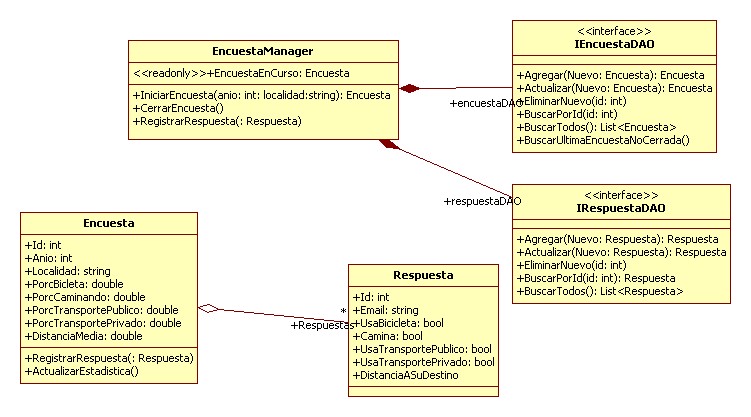 EncuestaManager
<<readonly>>+EncuestaEnCurso: Encuesta
+IniciarEncuesta(anio: int: localidad:string): Encuesta
+CerrarEncuesta()
+RegistrarRespuesta(: Respuesta)
<<interface>>
IEncuestaDAO
+Agregar(Nuevo: Encuesta): Encuesta
+Actualizar(Nuevo: Encuesta): Encuesta
+EliminarNuevo(id: int)
+BuscarPorId(id: int)
+BuscarTodos(): List<Encuesta>
+BuscarUltimaEncuestaNoCerrada()
+encuestaDAO
+respuestaDAO
<<interface>>
IRespuestaDAO
+Agregar(Nuevo: Respuesta): Respuesta
+Actualizar(Nuevo: Respuesta): Respuesta
+EliminarNuevo(id: int)
+BuscarPorId(id: int): Respuesta
+BuscarTodos(): List<Respuesta>
Encuesta
+Id: int
+Anio: int
+Localidad: string
+PorcBicleta: double
+PorcCaminando: double
+PorcTransportePublico: double
+PorcTransportePrivado: double
+DistanciaMedia: double
+RegistrarRespuesta(: Respuesta)
+ActualizarEstadistica()
*
+Respuestas
Respuesta
+Id: int
+Email: string
+UsaBicicleta: bool
+Camina: bool
+UsaTransportePublico: bool
+UsaTransportePrivado: bool
+DistanciaASuDestino